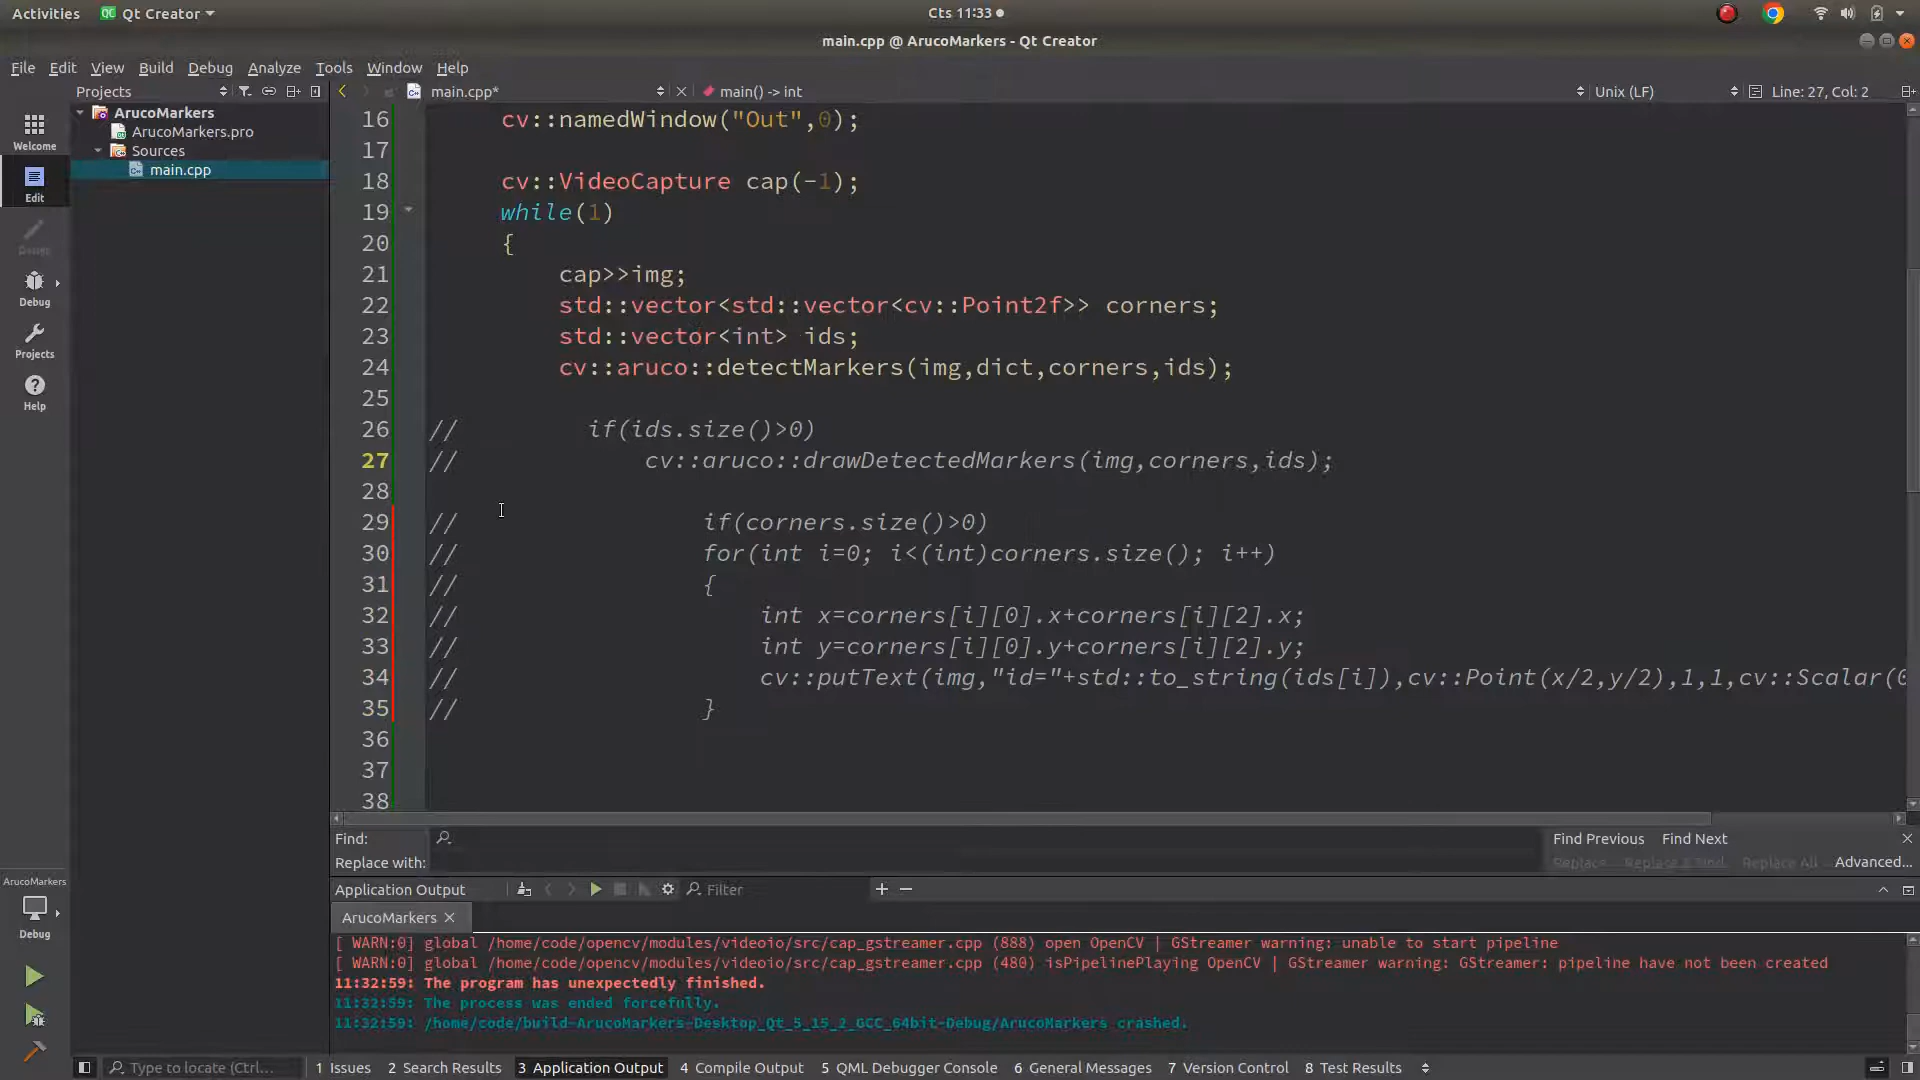 Activities Qt Creator Cts 11:33
main.cpp @ ArucoMarkers - Qt Creator
File Edit View Build Debug Analyze Tools Window Help
Projects main.cpp* main() -> int Unix (LF) Line: 27, Col: 2
ArucoMarkers
ArucoMarkers.pro
Sources
main.cpp
Welcome
Edit
Design
Debug
Projects
Help
16 cv::namedWindow("Out",0);
17
18 cv::VideoCapture cap(-1);
19 while(1)
20 {
21 cap>>img;
22 std::vector<std::vector<cv::Point2f>> corners;
23 std::vector<int> ids;
24 cv::aruco::detectMarkers(img,dict,corners,ids);
25
26 // if(ids.size()>0)
27 // cv::aruco::drawDetectedMarkers(img,corners,ids);
28
29 // if(corners.size()>0)
30 // for(int i=0; i<(int)corners.size(); i++)
31 // {
32 // int x=corners[i][0].x+corners[i][2].x;
33 // int y=corners[i][0].y+corners[i][2].y;
34 // cv::putText(img,"id="+std::to_string(ids[i]),cv::Point(x/2,y/2),1,1,cv::Scalar(0
35 // }
36
37
38
Find: Find Previous Find Next
Replace with: Replace Replace & Find Replace All Advanced...
Application Output Filter
ArucoMarkers
[ WARN:0] global /home/code/opencv/modules/videoio/src/cap_gstreamer.cpp (888) open OpenCV | GStreamer warning: unable to start pipeline
[ WARN:0] global /home/code/opencv/modules/videoio/src/cap_gstreamer.cpp (480) isPipelinePlaying OpenCV | GStreamer warning: GStreamer: pipeline have not been created
11:32:59: The program has unexpectedly finished.
11:32:59: The process was ended forcefully.
11:32:59: /home/code/build-ArucoMarkers-Desktop_Qt_5_15_2_GCC_64bit-Debug/ArucoMarkers crashed.
ArucoMarkers
Debug
Type to locate (Ctrl... 1 Issues 2 Search Results 3 Application Output 4 Compile Output 5 QML Debugger Console 6 General Messages 7 Version Control 8 Test Results